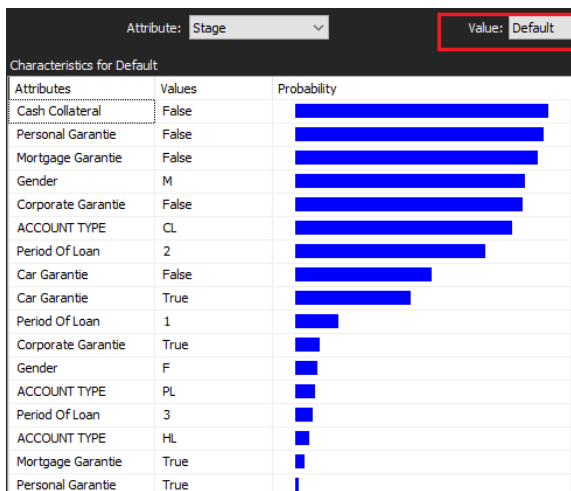 Attribute: Stage Value: Default
Characteristics for Default
Attributes Values Probability
Cash Collateral False
Personal Garantie False
Mortgage Garantie False
Gender M
Corporate Garantie False
ACCOUNT TYPE CL
Period Of Loan 2
Car Garantie False
Car Garantie True
Period Of Loan 1
Corporate Garantie True
Gender F
ACCOUNT TYPE PL
Period Of Loan 3
ACCOUNT TYPE HL
Mortgage Garantie True
Personal Garantie True